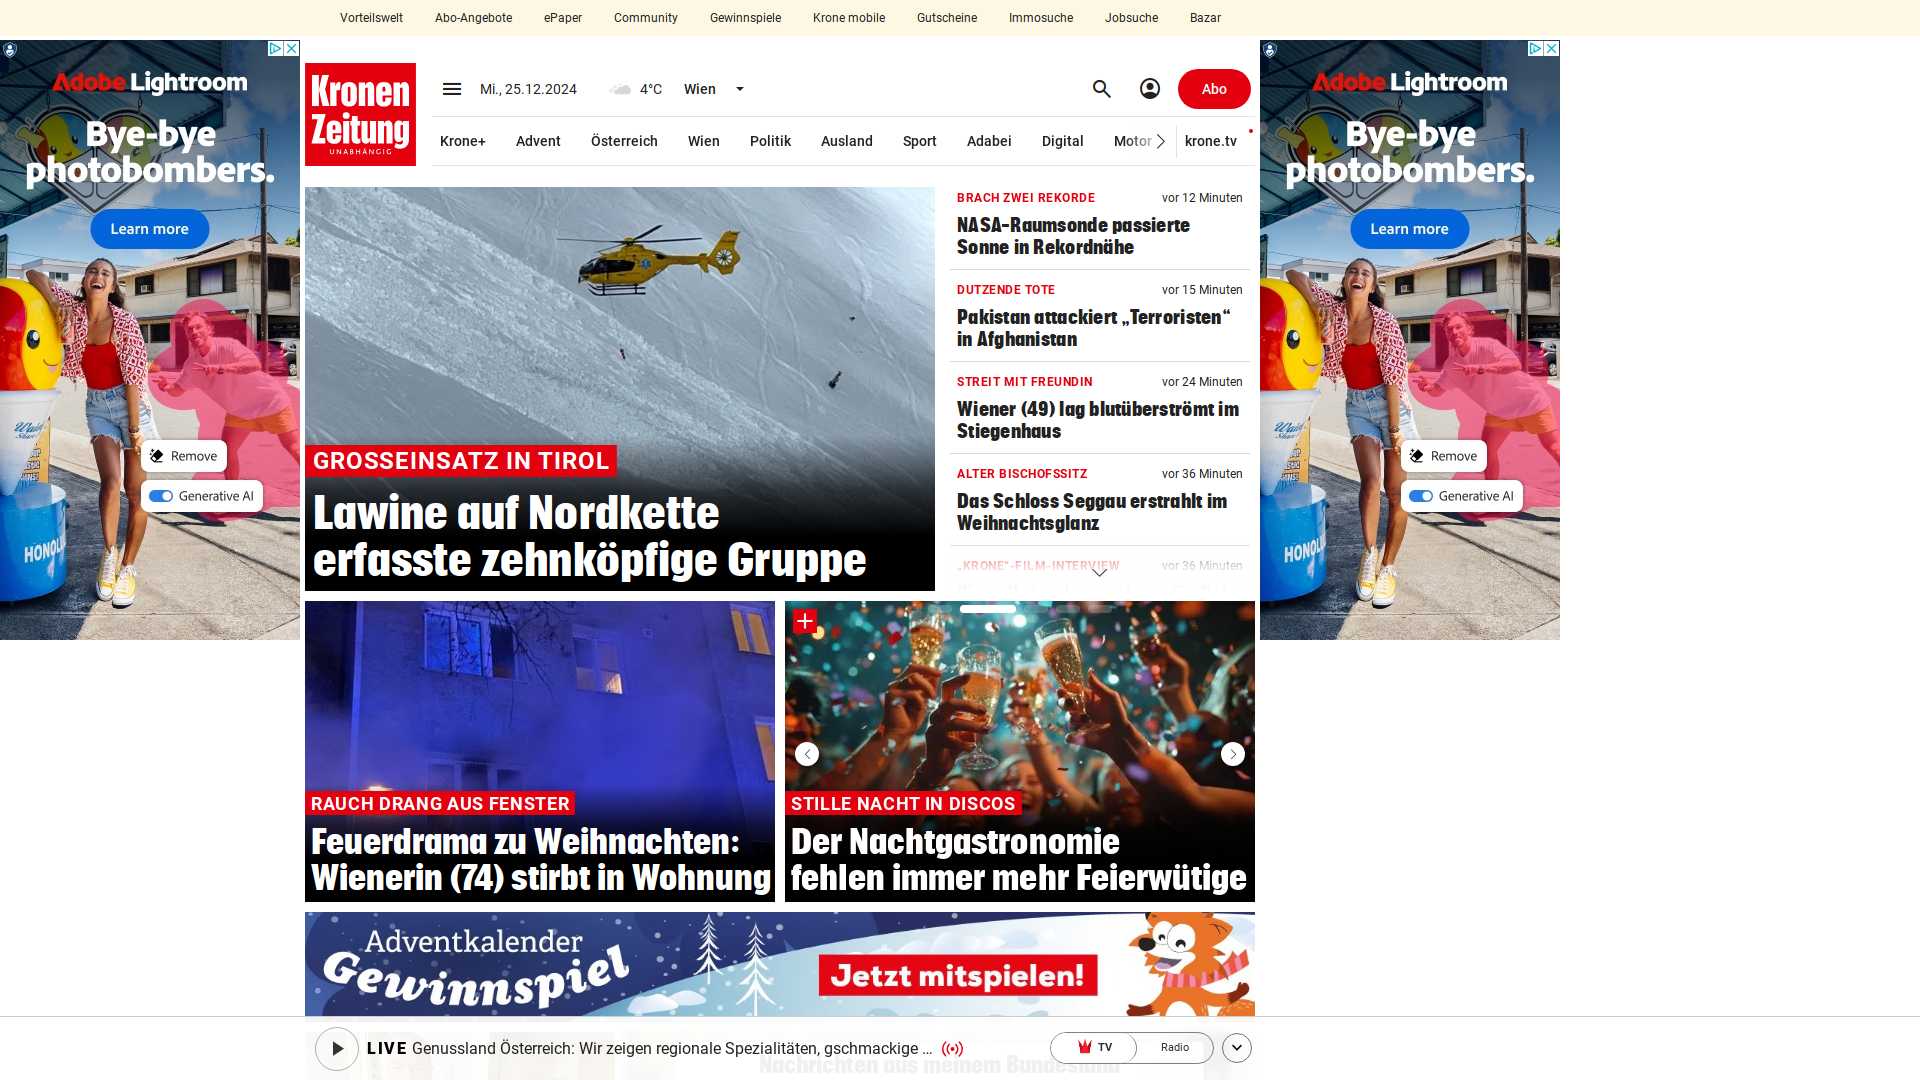 Vorteilswelt Abo-Angebote ePaper Community Gewinnspiele Krone mobile Gutscheine Immosuche Jobsuche Bazar
Adobe Lightroom
Bye-bye
photobombers.
Learn more
Remove
Generative AI
HONOL
Kronen
Zeitung
UNABHÄNGIG
Mi., 25.12.2024 4°C Wien
Abo
Krone+ Advent Österreich Wien Politik Ausland Sport Adabei Digital Motor krone.tv
GROSSEINSATZ IN TIROL
Lawine auf Nordkette
erfasste zehnköpfige Gruppe
BRACH ZWEI REKORDE vor 12 Minuten
NASA-Raumsonde passierte
Sonne in Rekordnähe
DUTZENDE TOTE vor 15 Minuten
Pakistan attackiert „Terroristen“
in Afghanistan
STREIT MIT FREUNDIN vor 24 Minuten
Wiener (49) lag blutüberströmt im
Stiegenhaus
ALTER BISCHOFSSITZ vor 36 Minuten
Das Schloss Seggau erstrahlt im
Weihnachtsglanz
„KRONE“-FILM-INTERVIEW vor 36 Minuten
Adobe Lightroom
Bye-bye
photobombers.
Learn more
Remove
Generative AI
HONOL
RAUCH DRANG AUS FENSTER
Feuerdrama zu Weihnachten:
Wienerin (74) stirbt in Wohnung
STILLE NACHT IN DISCOS
Der Nachtgastronomie
fehlen immer mehr Feierwütige
Adventkalender
Gewinnspiel
Jetzt mitspielen!
LIVE Genussland Österreich: Wir zeigen regionale Spezialitäten, gschmackige ...
TV Radio
Nachrichten aus meinem Bundesland